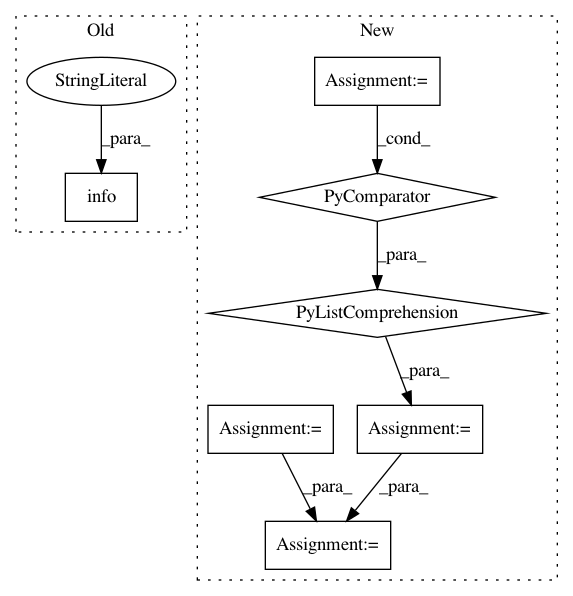 Old
New
StringLiteral
Assignment:=
_para_
_cond_
info
PyComparator
_para_
PyListComprehension
_para_
Assignment:=
Assignment:=
_para_
_para_
Assignment:=